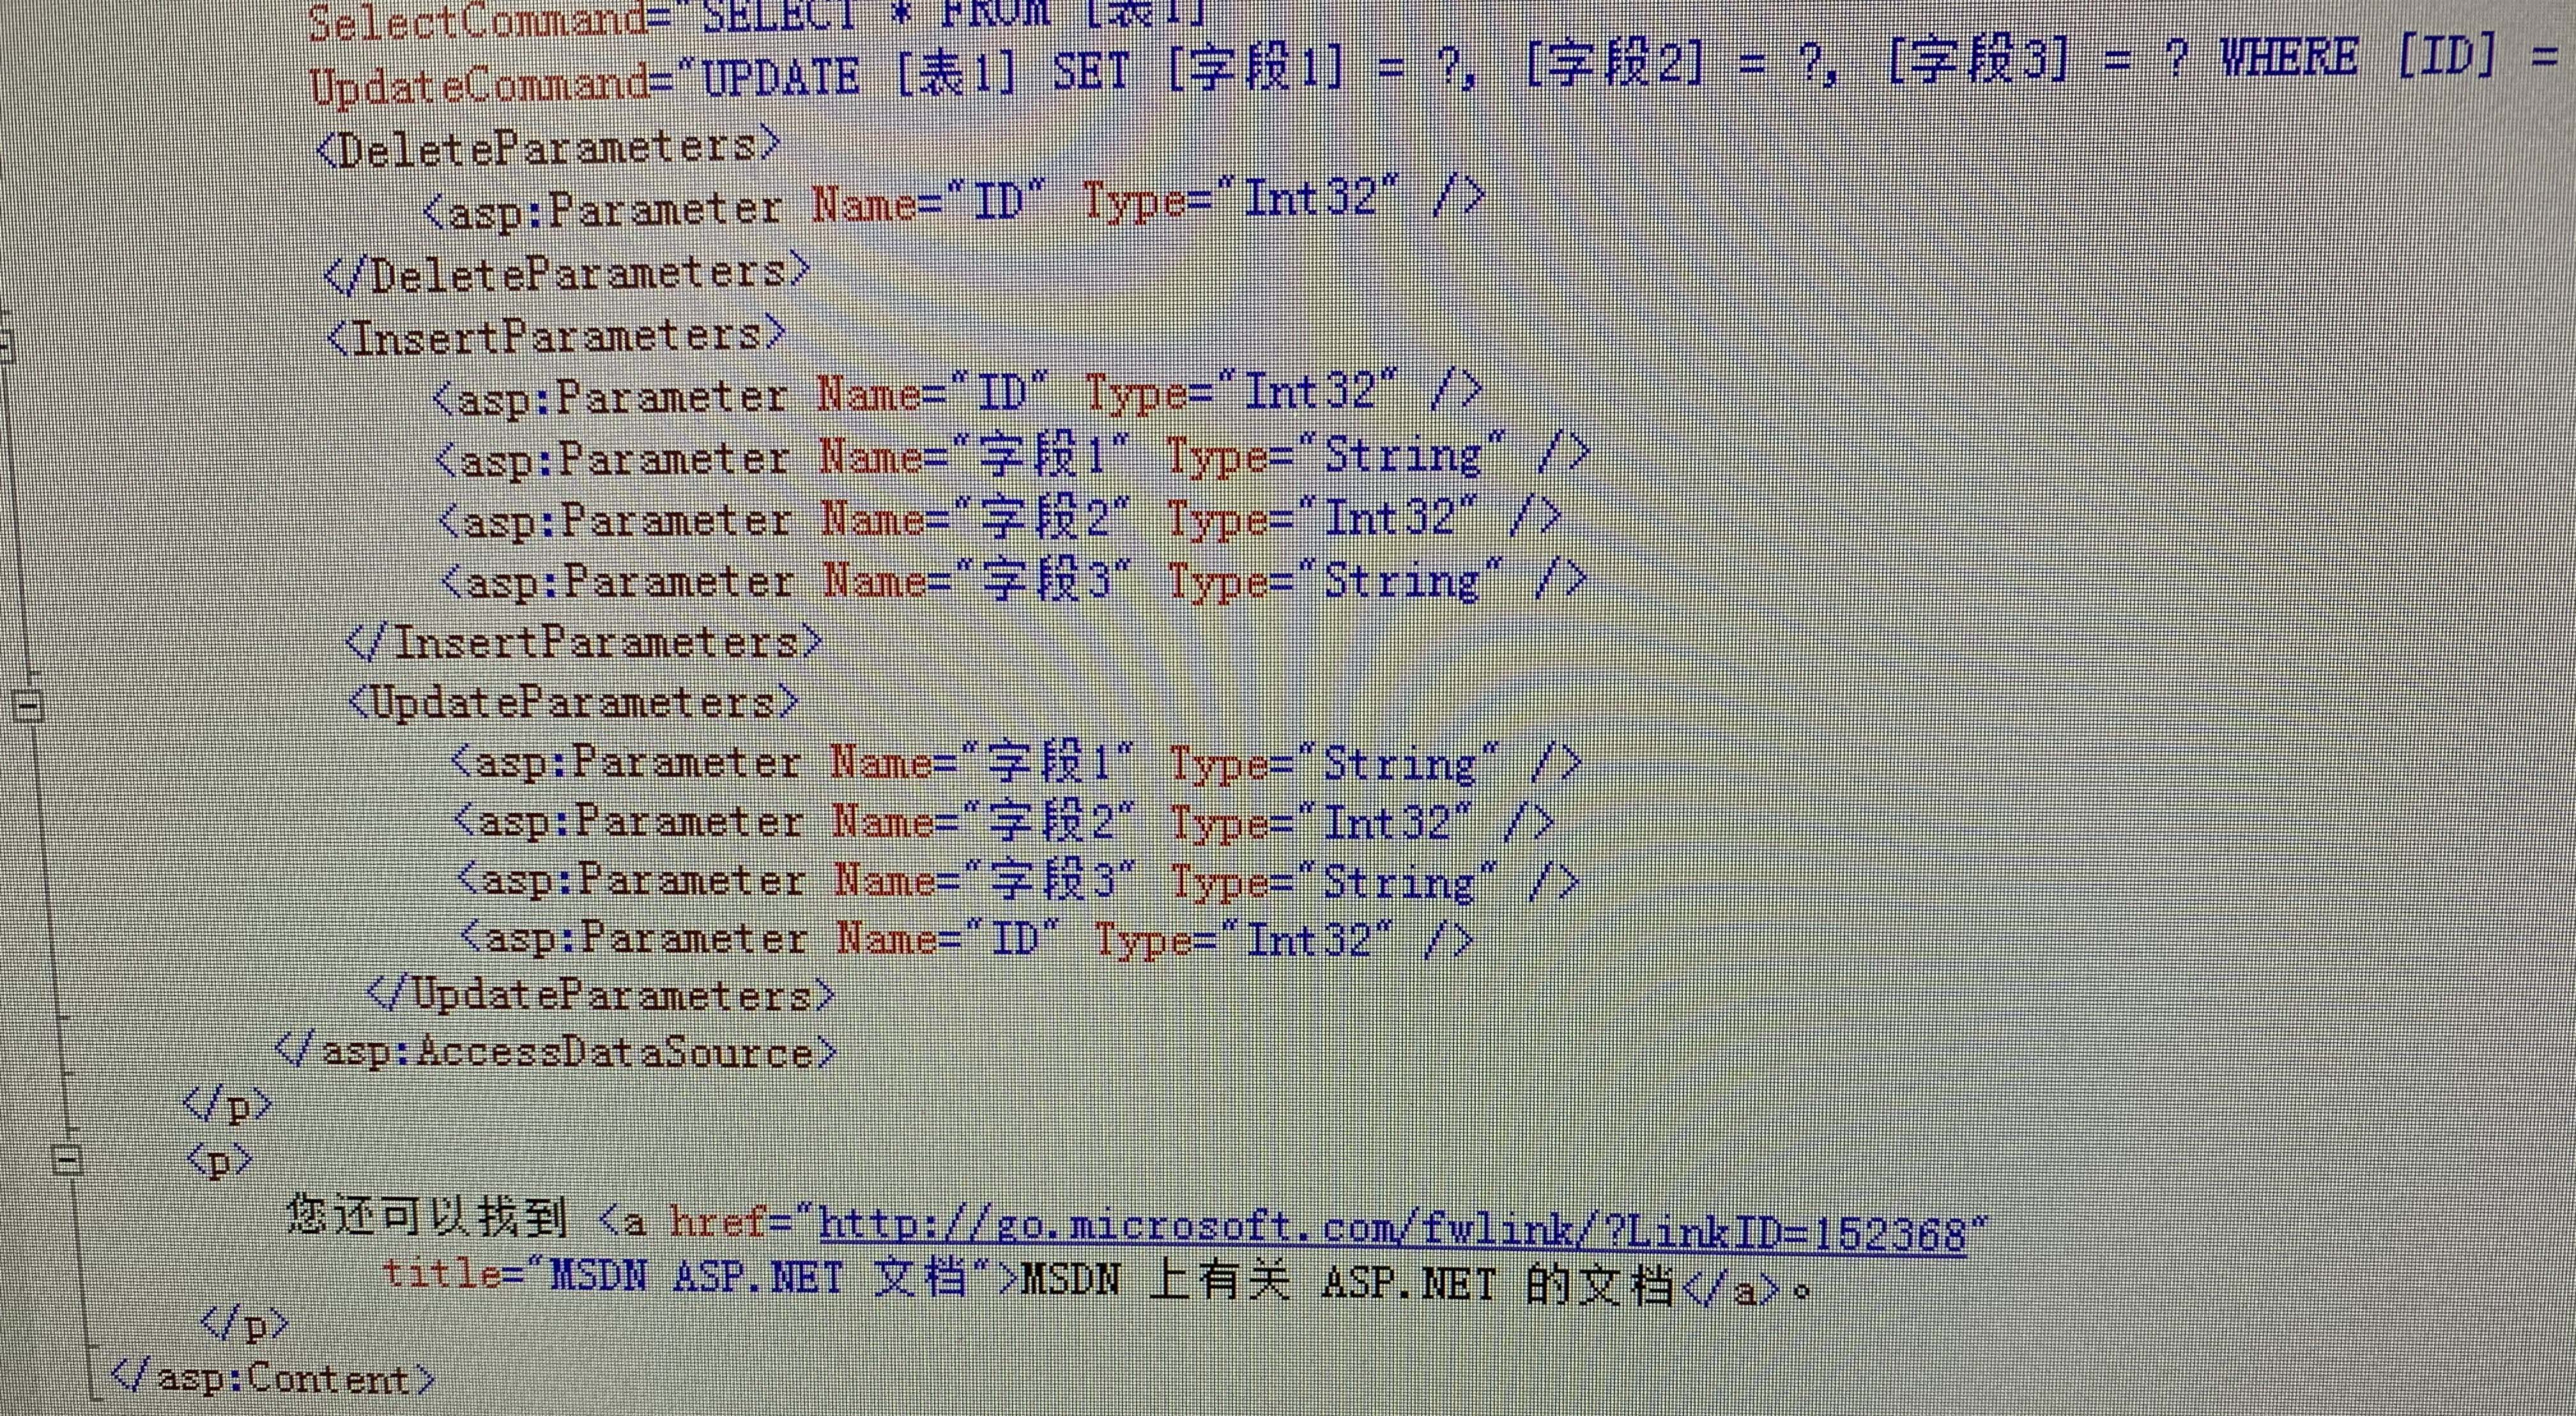 SelectCommand="SELECT * FROM [表1]"
UpdateCommand="UPDATE [表1] SET [字段1] = ?, [字段2] = ?, [字段3] = ? WHERE [ID] =
<DeleteParameters>
<asp:Parameter Name="ID" Type="Int32" />
</DeleteParameters>
<InsertParameters>
<asp:Parameter Name="ID" Type="Int32" />
<asp:Parameter Name="字段1" Type="String" />
<asp:Parameter Name="字段2" Type="Int32" />
<asp:Parameter Name="字段3" Type="String" />
</InsertParameters>
<UpdateParameters>
<asp:Parameter Name="字段1" Type="String" />
<asp:Parameter Name="字段2" Type="Int32" />
<asp:Parameter Name="字段3" Type="String" />
<asp:Parameter Name="ID" Type="Int32" />
</UpdateParameters>
</asp:AccessDataSource>
</p>
<p>
您还可以找到 <a href="http://go.microsoft.com/fwlink/?LinkID=152368"
title="MSDN ASP.NET 文档">MSDN 上有关 ASP.NET 的文档</a>。
</p>
</asp:Content>